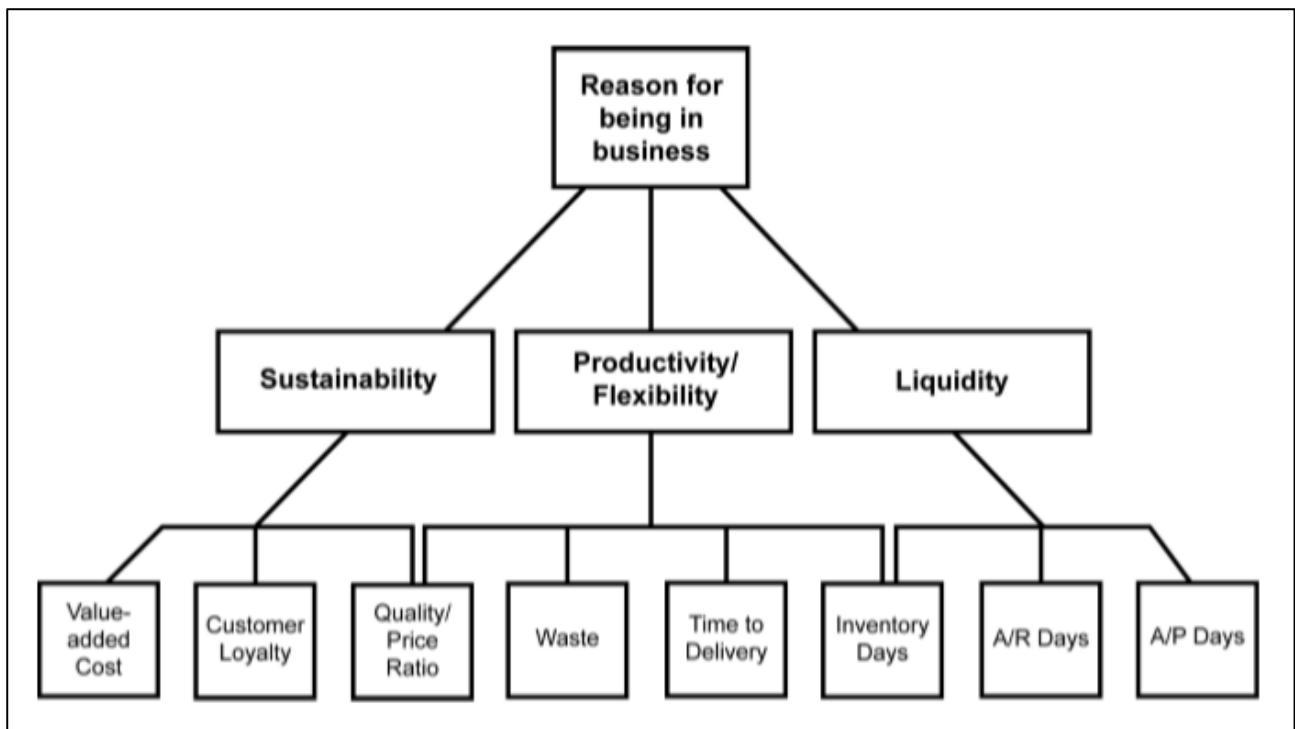 Reason for
being in
business
Sustainability
Productivity/
Flexibility
Liquidity
Value-
added
Cost
Customer
Loyalty
Quality/
Price
Ratio
Waste
Time to
Delivery
Inventory
Days
A/R Days
A/P Days